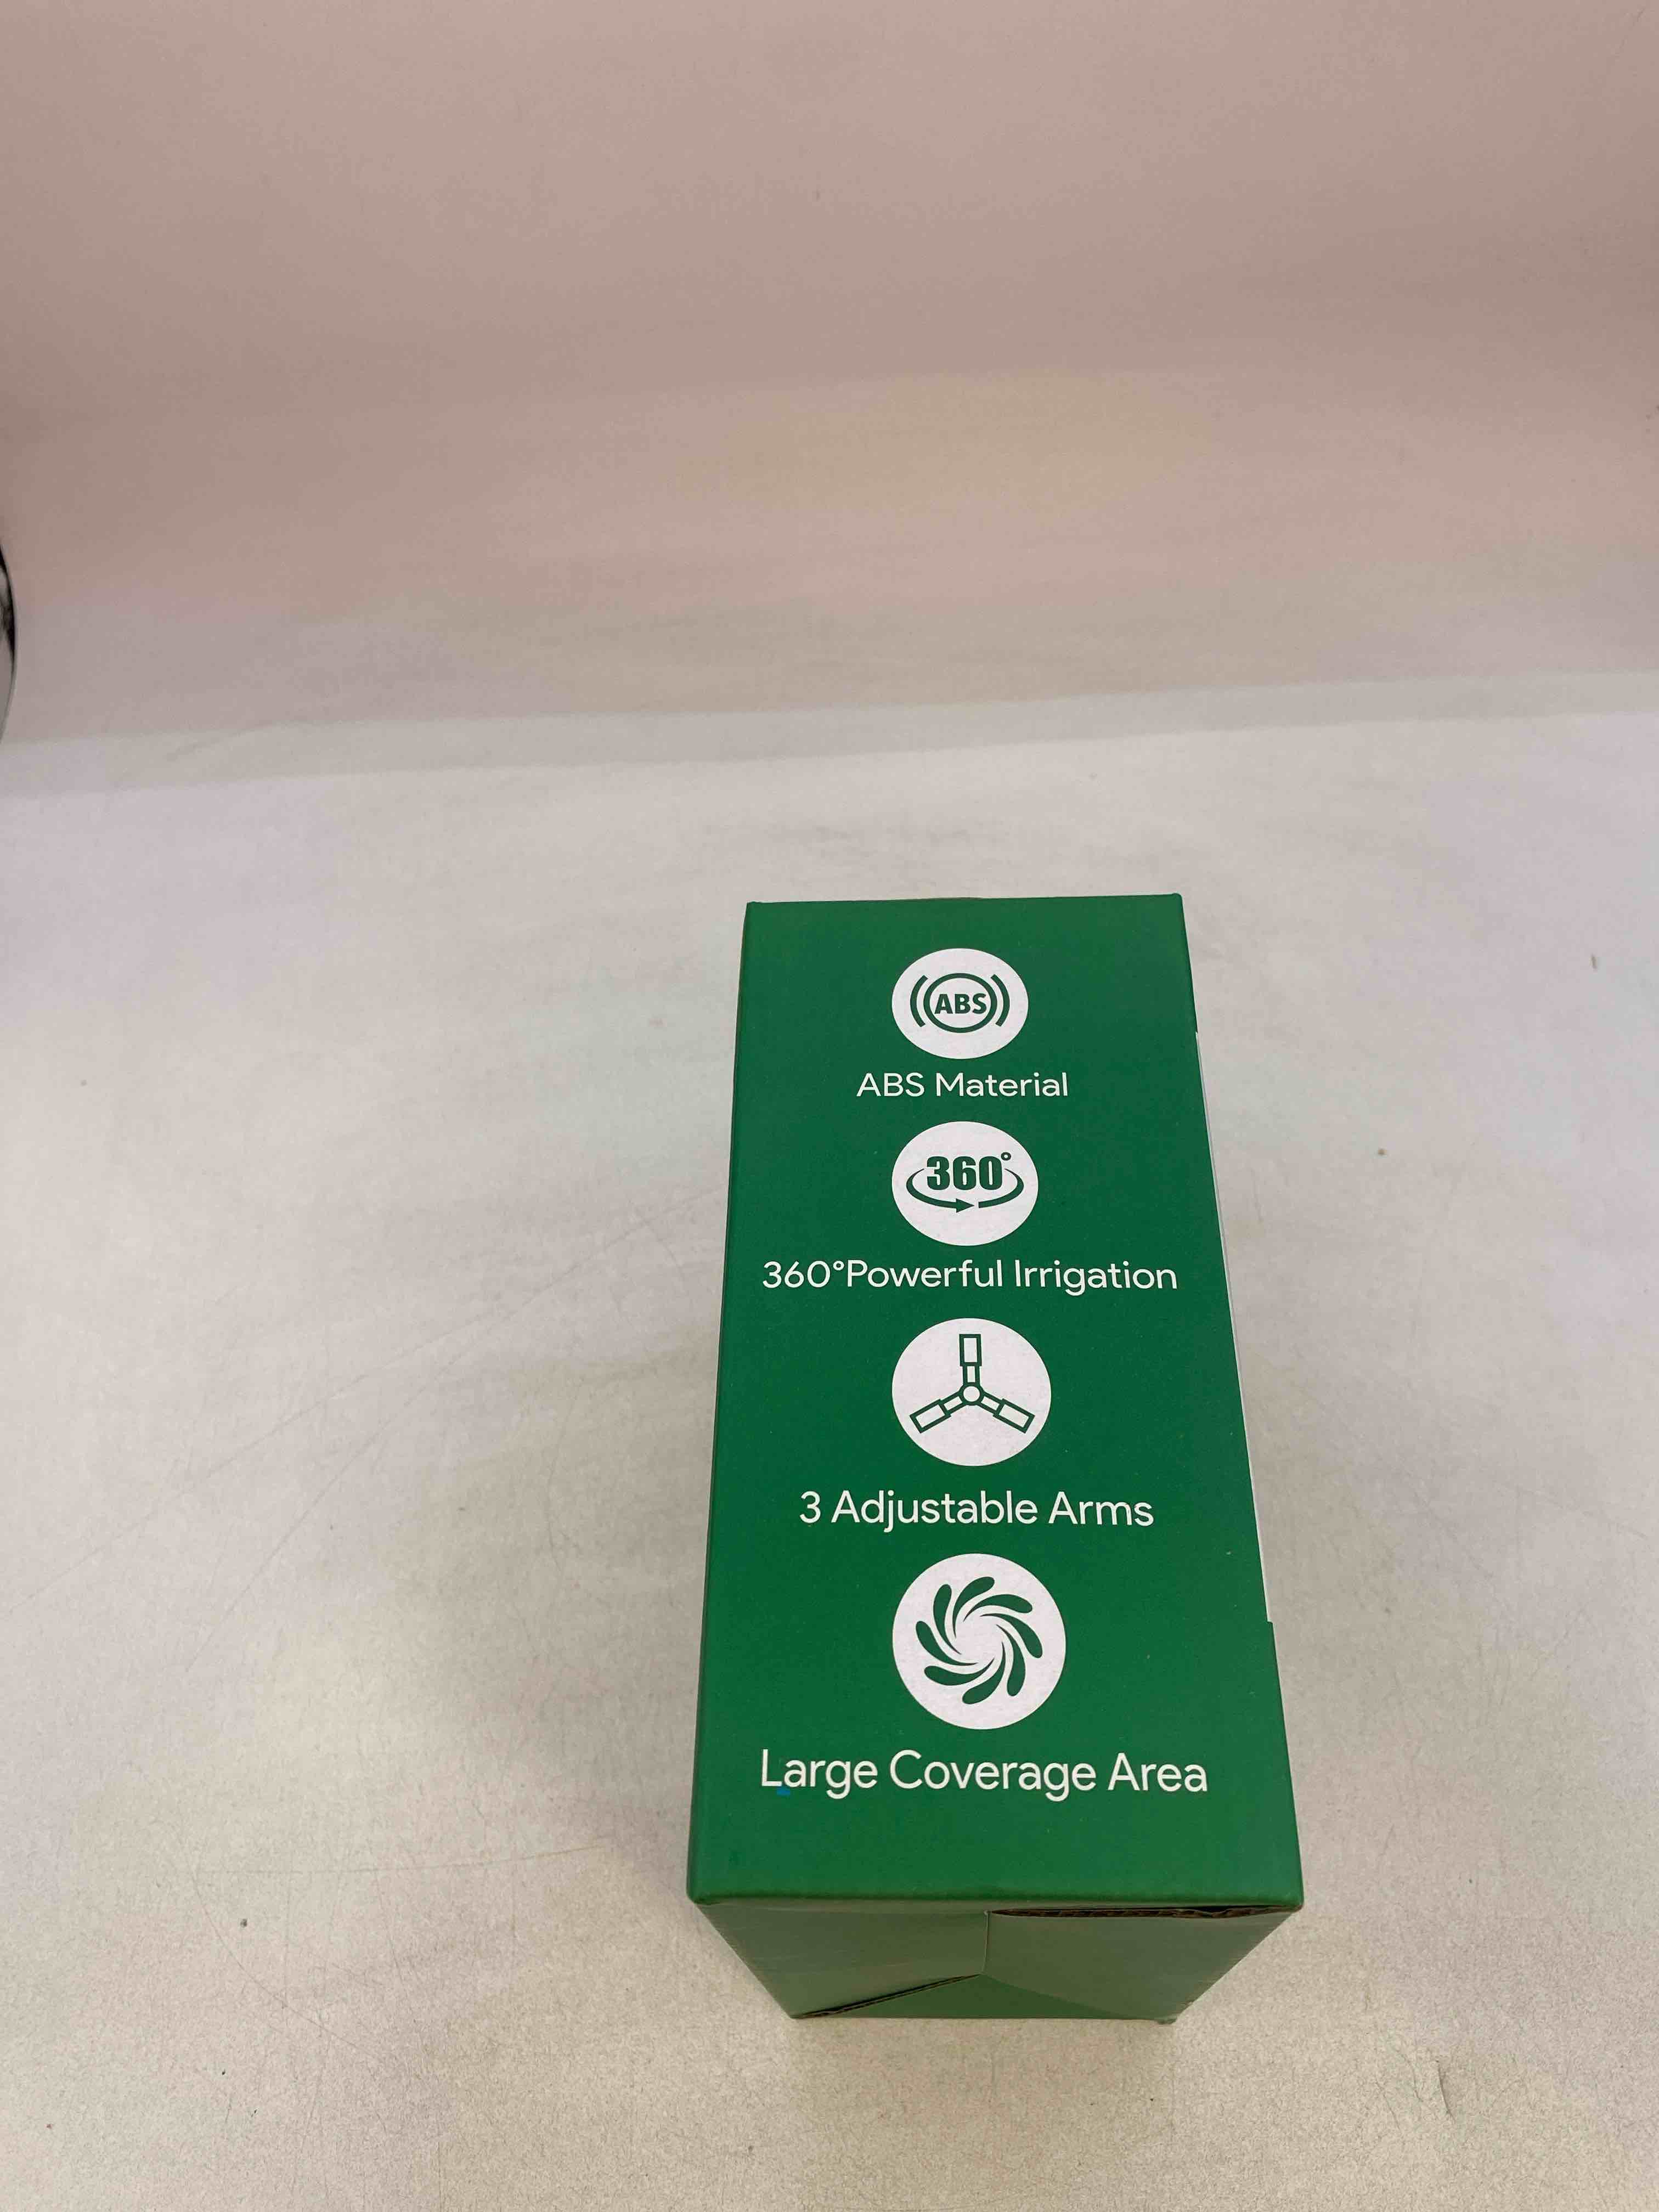 ABS
ABS Material
360°
360°Powerful Irrigation
3 Adjustable Arms
Large Coverage Area